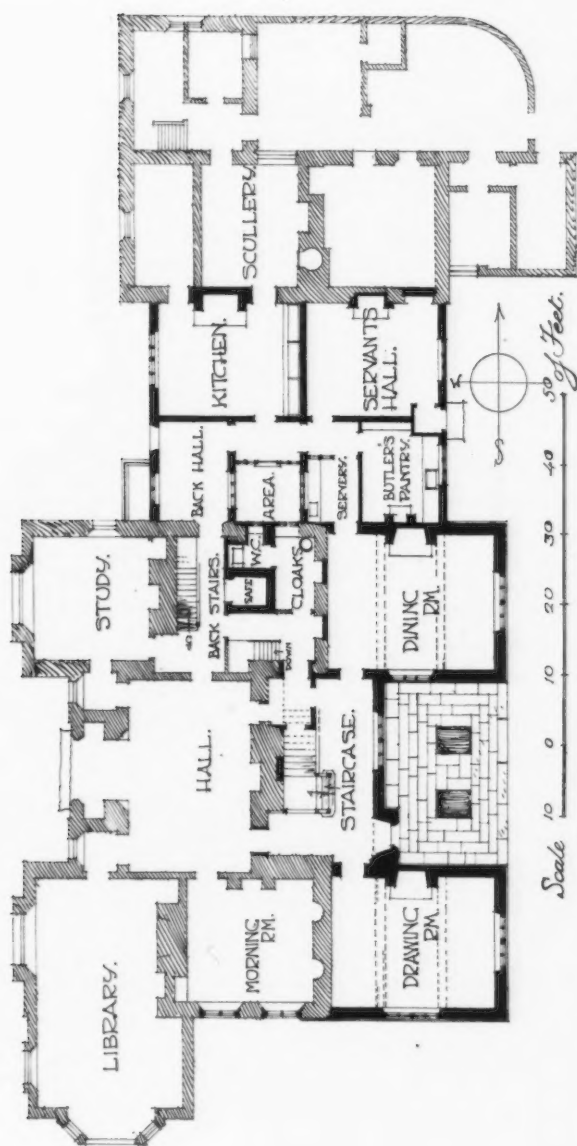 LIBRARY.
STUDY.
MORNING
RM.
HALL.
UP
BACK STAIRS.
BACK HALL.
KITCHEN.
SCULLERY.
W.C.
SAFE
AREA.
CLOAKS.
DOWN
STAIRCASE.
SERVERY.
SERVANTS
HALL.
DRAWING
RM.
DINING
RM.
BUTLER'S
PANTRY.
Scale 10 0 10 20 30 40 50 of Feet.